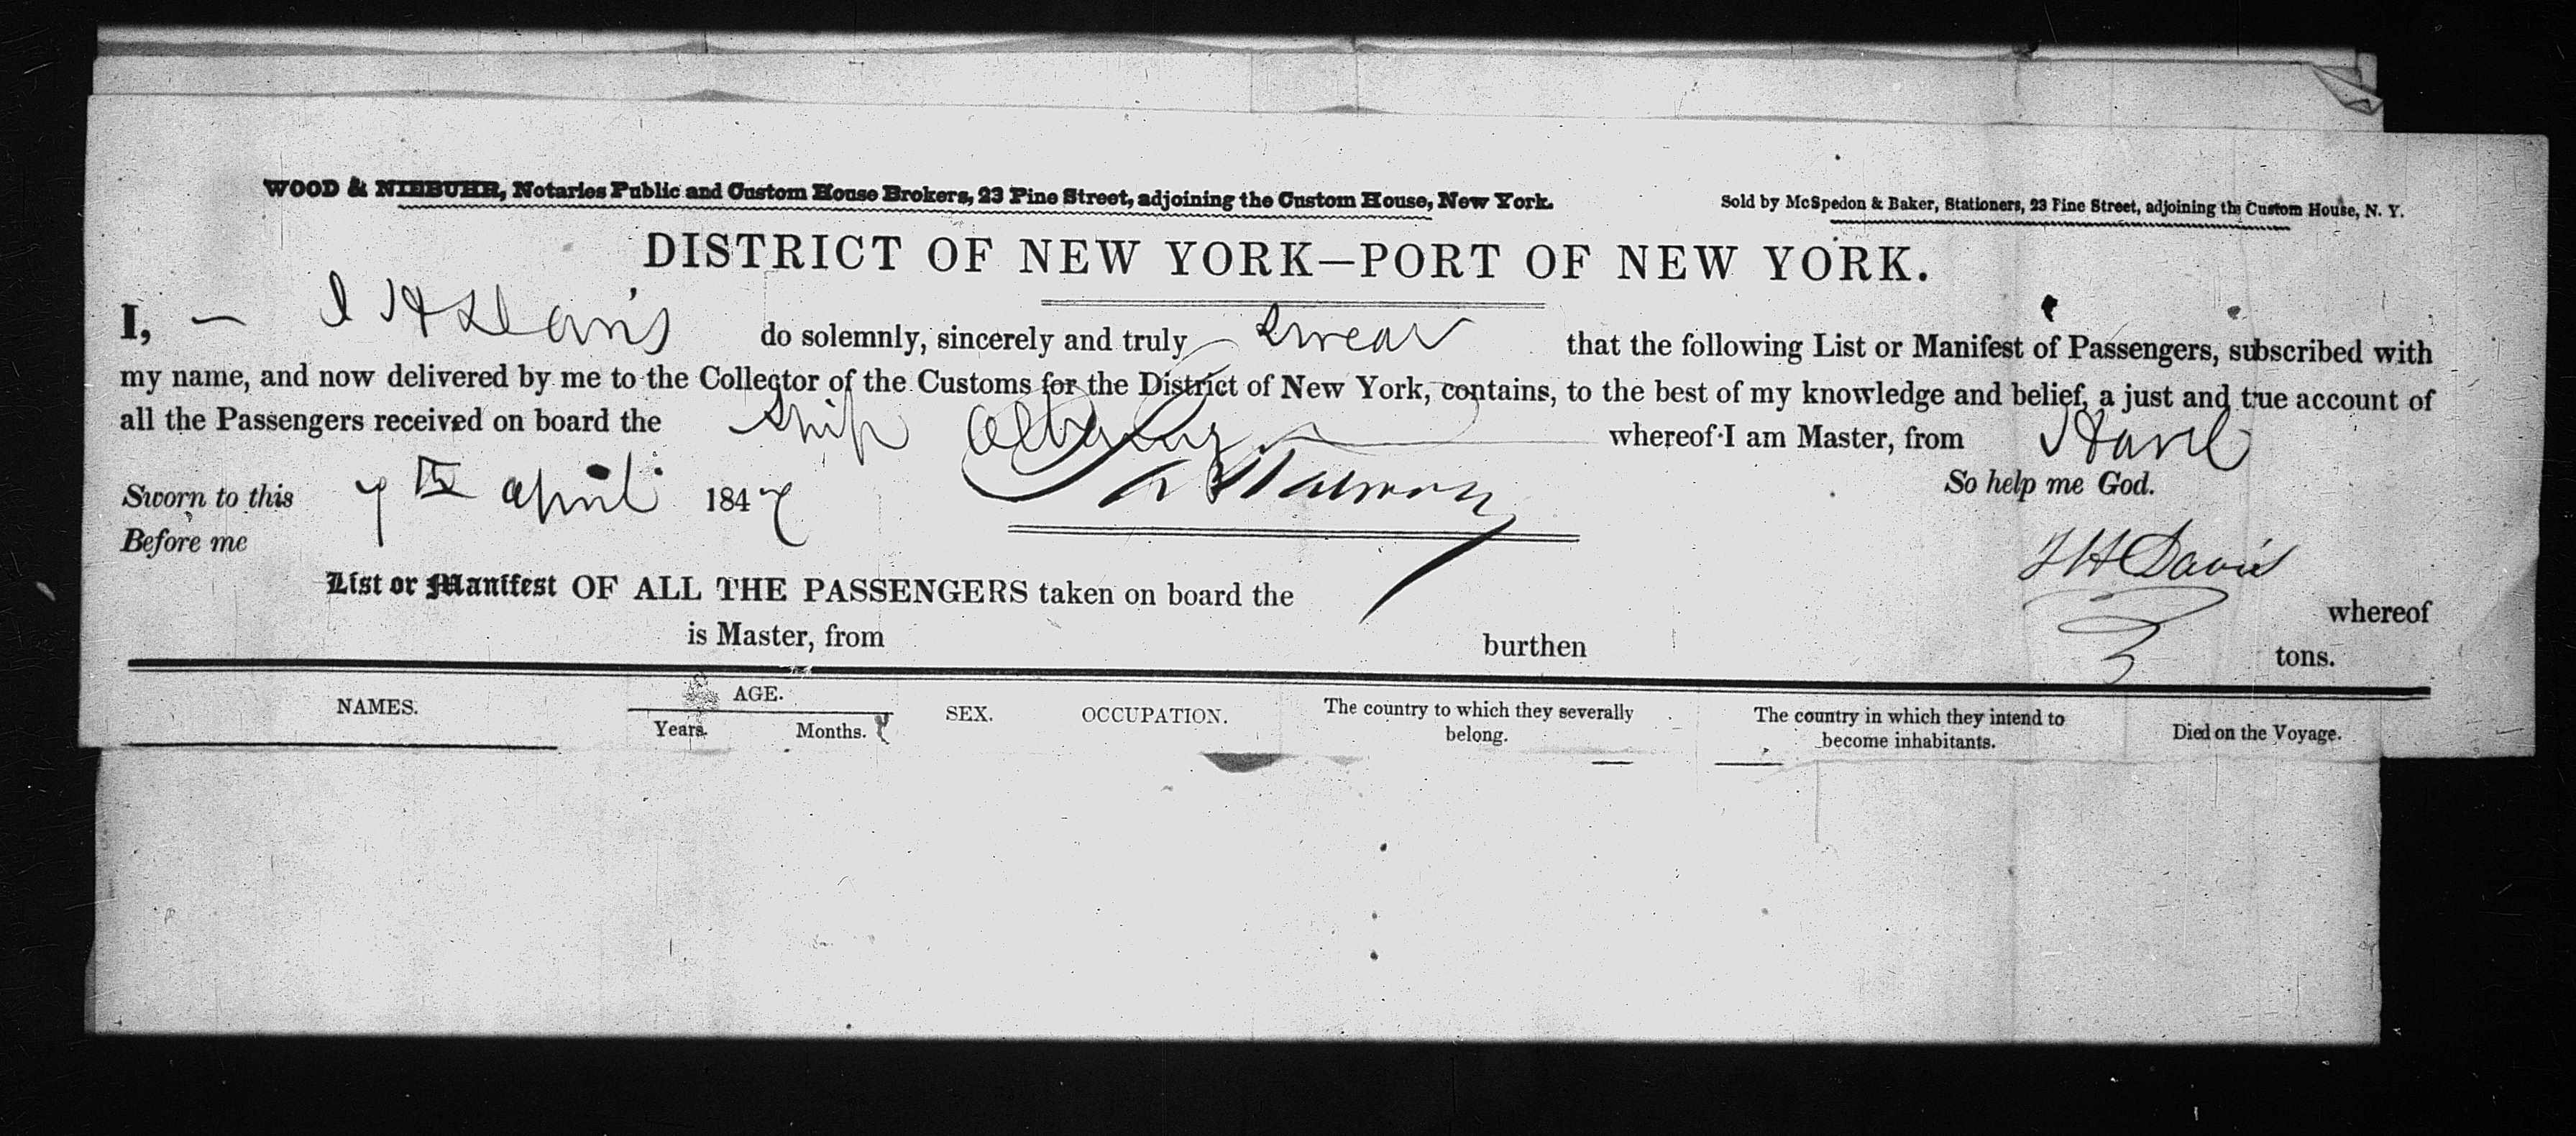 WOOD & NIEBUHR, Notaries Public and Custom House Brokers, 23 Pine Street, adjoining the Custom House, New York.
Sold by McSpedon & Baker, Stationers, 23 Pine Street, adjoining the Custom House, N. Y.
DISTRICT OF NEW YORK—PORT OF NEW YORK.
I, — I H Davis do solemnly, sincerely and truly swear that the following List or Manifest of Passengers, subscribed with
my name, and now delivered by me to the Collector of the Customs for the District of New York, contains, to the best of my knowledge and belief, a just and true account of
all the Passengers received on board the Ship Albany whereof I am Master, from Havre
So help me God.
Sworn to this 7th April 1847
Before me
J H Davis
List or Manifest OF ALL THE PASSENGERS taken on board the whereof
is Master, from burthen tons.
NAMES. AGE. SEX. OCCUPATION. The country to which they severally belong. The country in which they intend to become inhabitants. Died on the Voyage.
Years. Months.